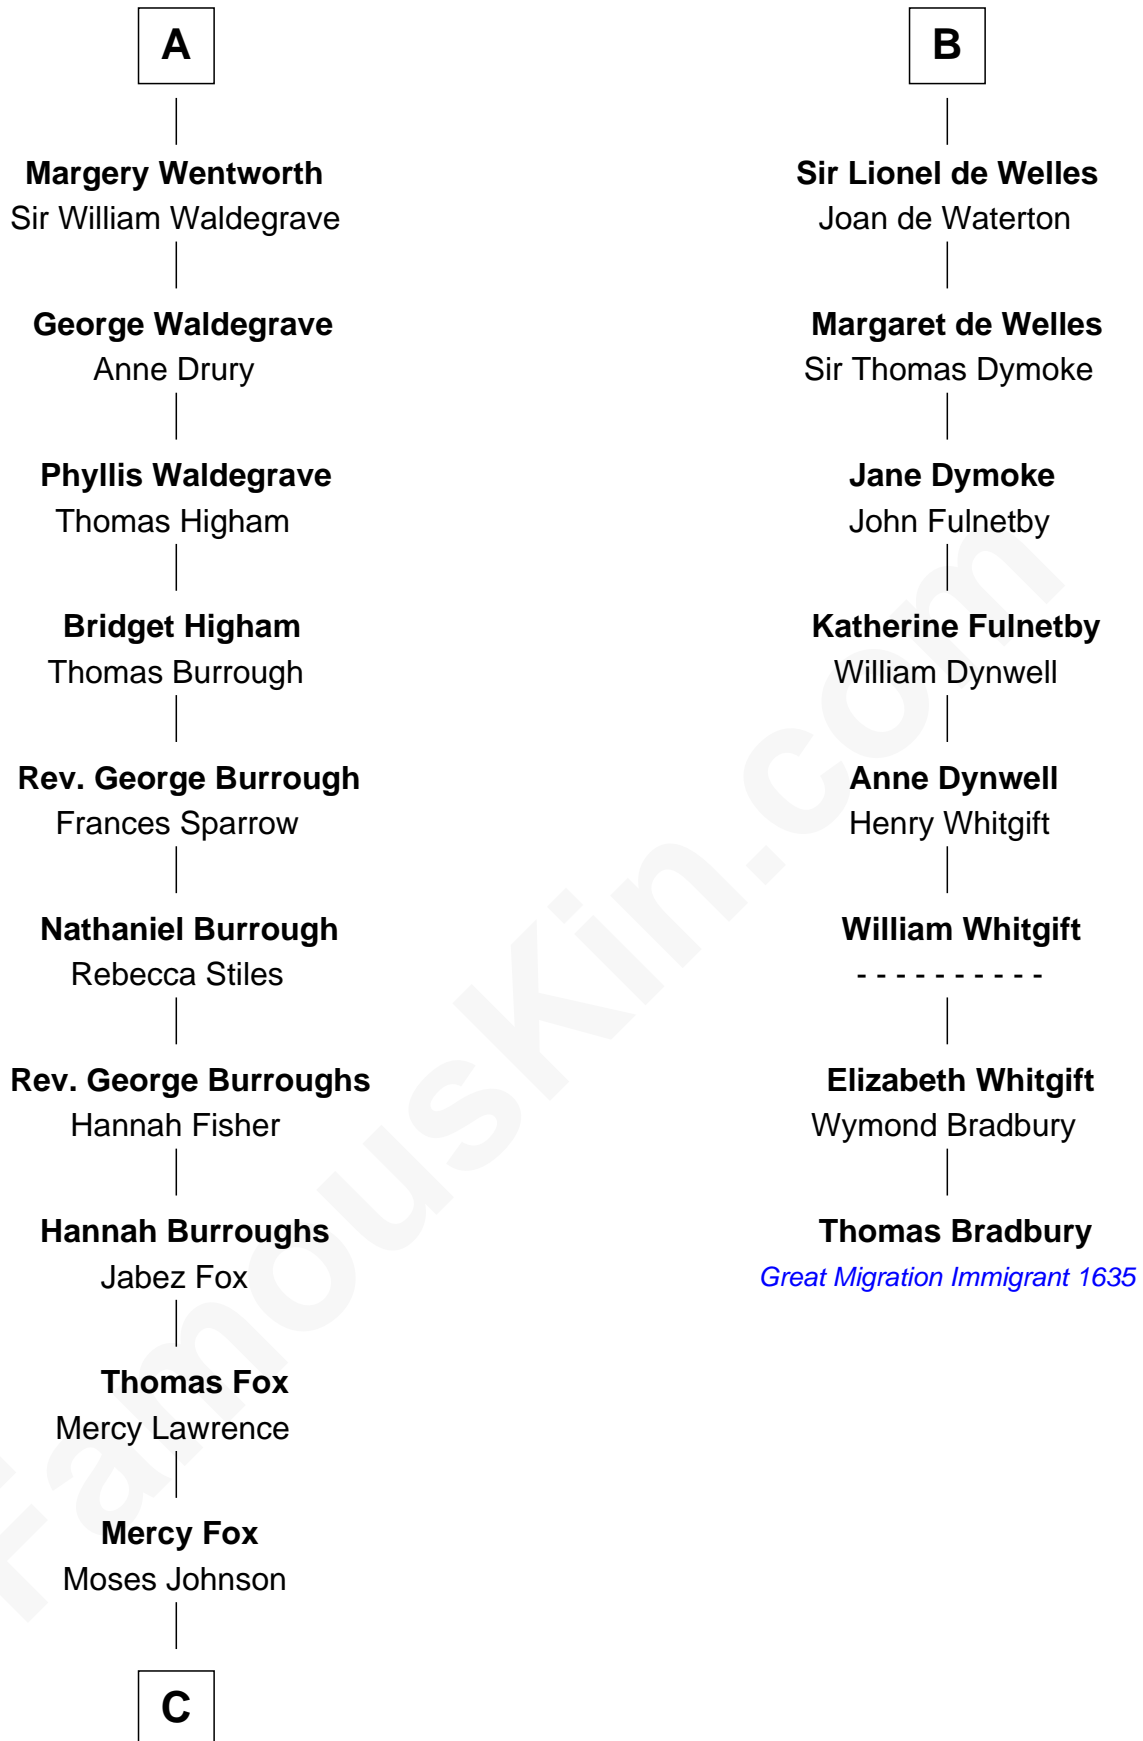 A
Margery Wentworth
Sir William Waldegrave
George Waldegrave
Anne Drury
Phyllis Waldegrave
Thomas Higham
Bridget Higham
Thomas Burrough
Rev. George Burrough
Frances Sparrow
Nathaniel Burrough
Rebecca Stiles
Rev. George Burroughs
Hannah Fisher
Hannah Burroughs
Jabez Fox
Thomas Fox
Mercy Lawrence
Mercy Fox
Moses Johnson
C
B
Sir Lionel de Welles
Joan de Waterton
Margaret de Welles
Sir Thomas Dymoke
Jane Dymoke
John Fulnetby
Katherine Fulnetby
William Dynwell
Anne Dynwell
Henry Whitgift
William Whitgift
- - - - - - - - - -
Elizabeth Whitgift
Wymond Bradbury
Thomas Bradbury
Great Migration Immigrant 1635
FamousKin.com